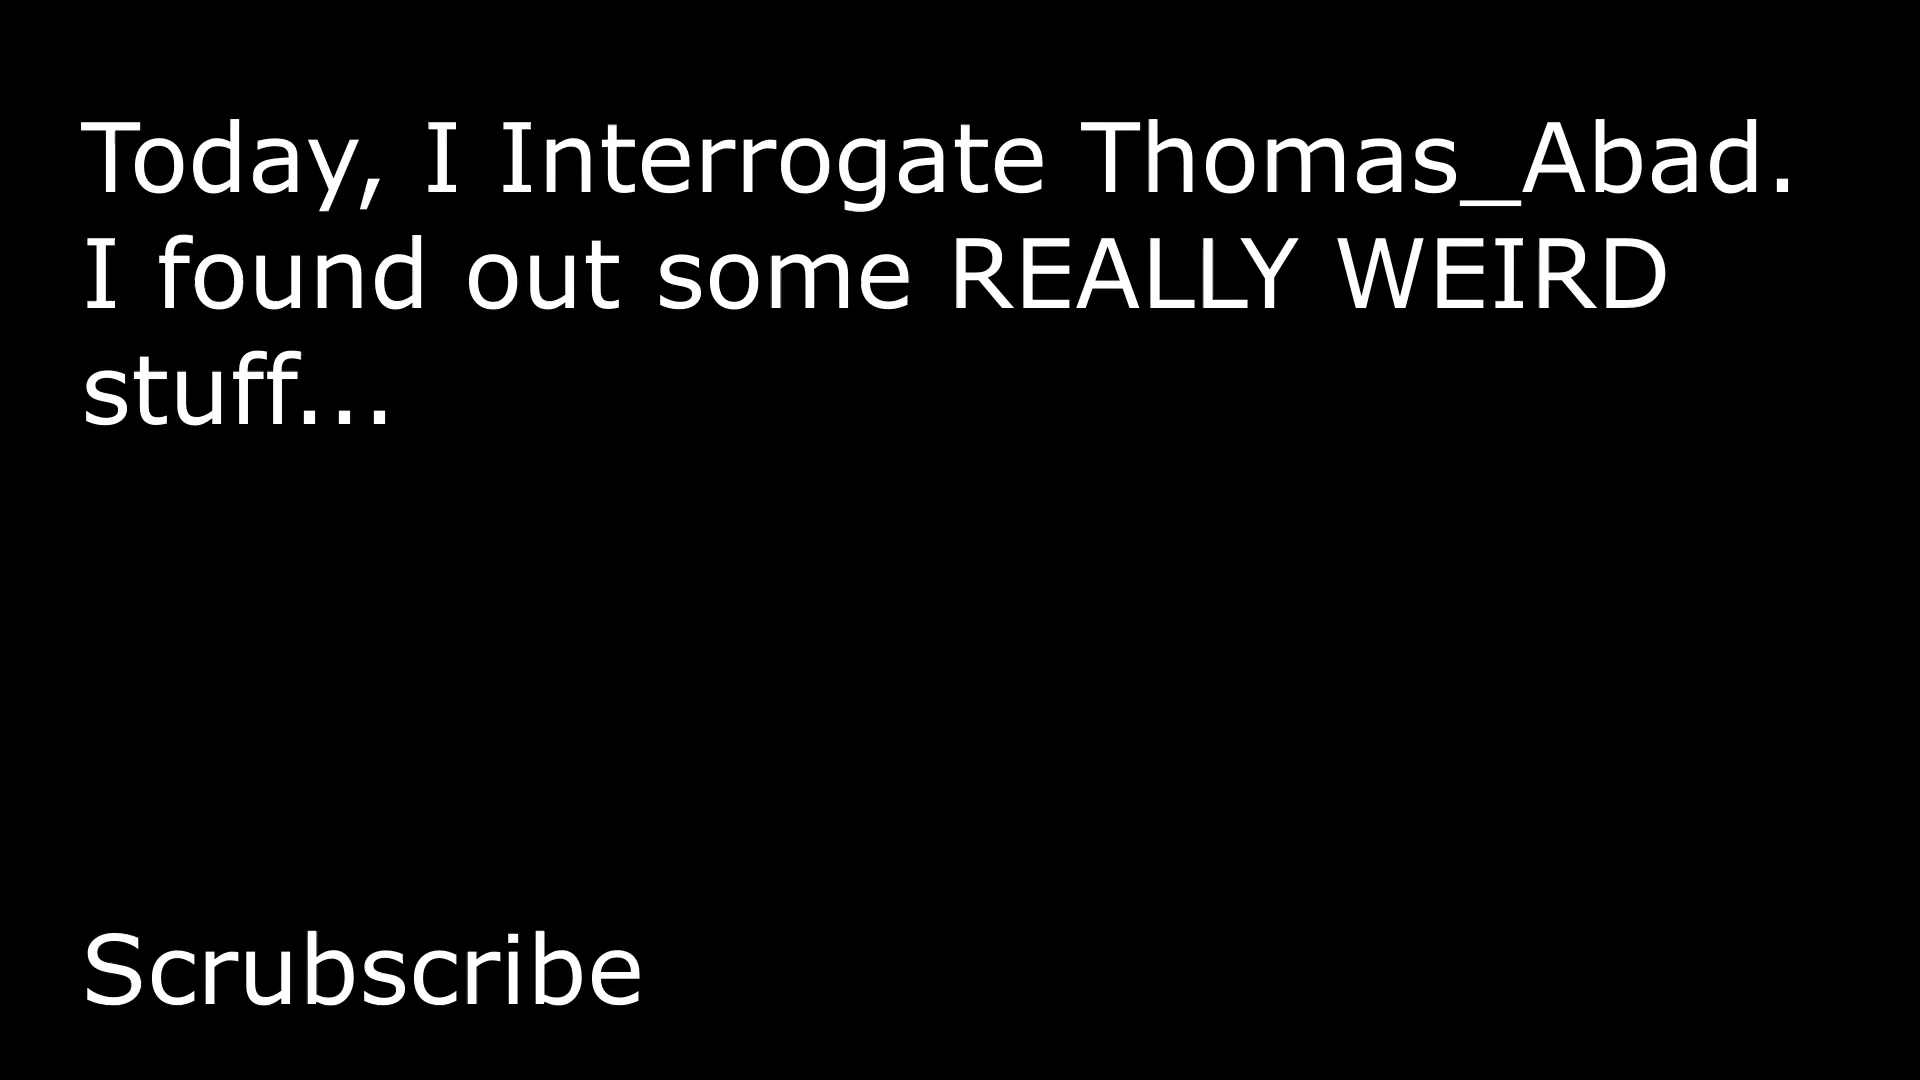 Today, I Interrogate Thomas_Abad.
I found out some REALLY WEIRD
stuff...
Scrubscribe